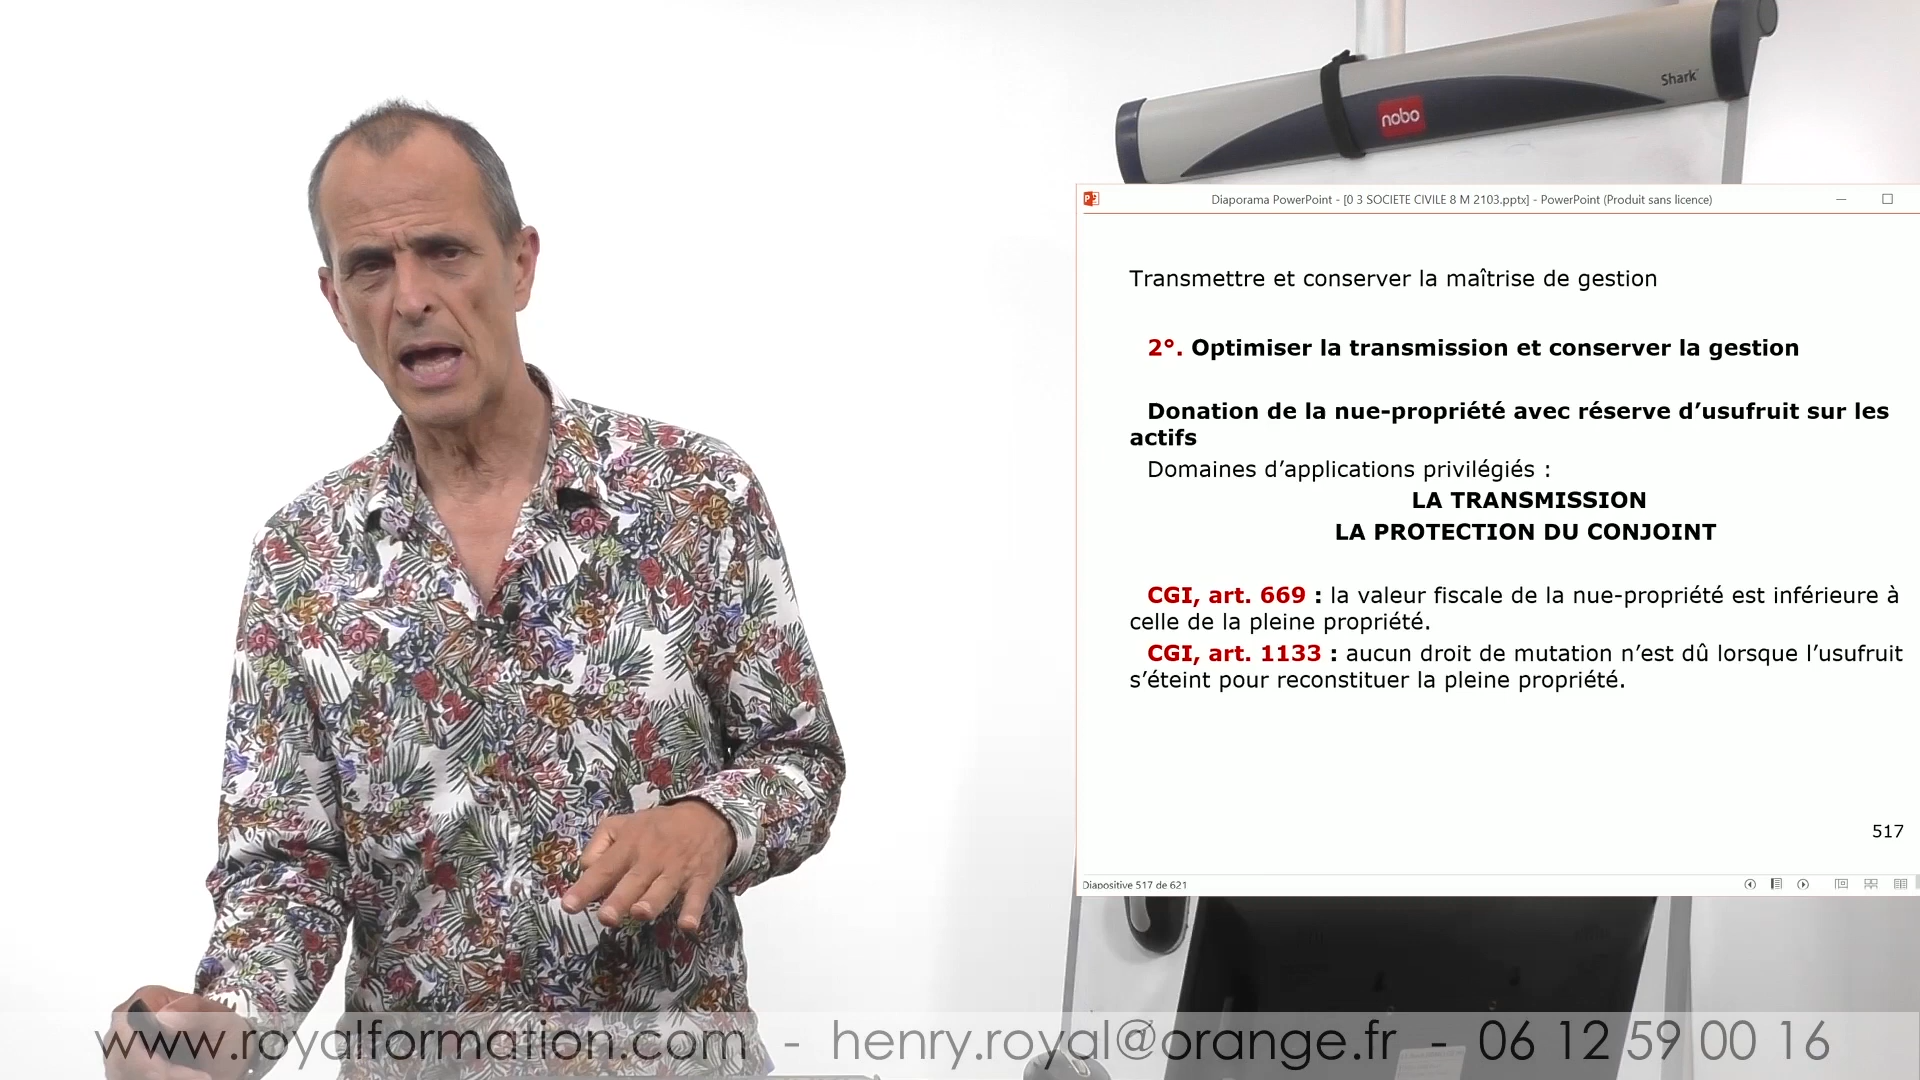 Shark
nobo
Diaporama PowerPoint - [0 3 SOCIETE CIVILE 8 M 2103.pptx] - PowerPoint (Produit sans licence)
Transmettre et conserver la maîtrise de gestion
2°. Optimiser la transmission et conserver la gestion
Donation de la nue-propriété avec réserve d’usufruit sur les
actifs
Domaines d’applications privilégiés :
LA TRANSMISSION
LA PROTECTION DU CONJOINT
CGI, art. 669 : la valeur fiscale de la nue-propriété est inférieure à
celle de la pleine propriété.
CGI, art. 1133 : aucun droit de mutation n’est dû lorsque l’usufruit
s’éteint pour reconstituer la pleine propriété.
517
Diapositive 517 de 621
www.royalformation.com - henry.royal@orange.fr - 06 12 59 00 16